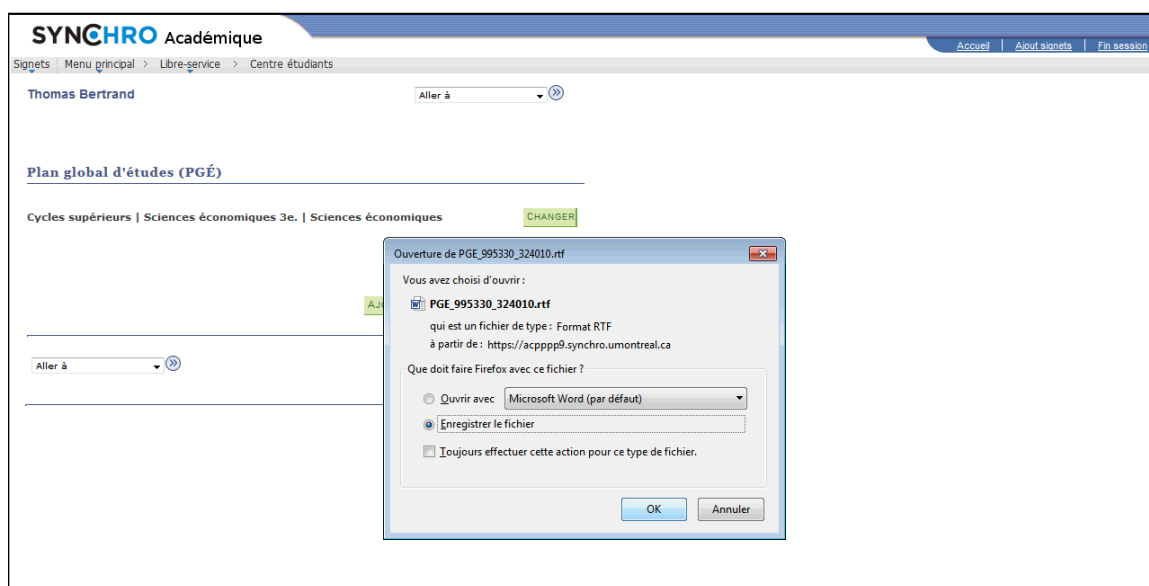 SYNCHRO Académique
Accueil | Ajout signets | Fin session
Signets Menu principal > Libre-service > Centre étudiants
Thomas Bertrand
Aller à
Plan global d'études (PGÉ)
Cycles supérieurs | Sciences économiques 3e. | Sciences économiques
CHANGER
Ouverture de PGE_995330_324010.rtf
Vous avez choisi d'ouvrir :
PGE_995330_324010.rtf
qui est un fichier de type : Format RTF
à partir de : https://acpppp9.synchro.umontreal.ca
Que doit faire Firefox avec ce fichier ?
Ouvrir avec Microsoft Word (par défaut)
Enregistrer le fichier
Toujours effectuer cette action pour ce type de fichier.
OK Annuler
Aller à